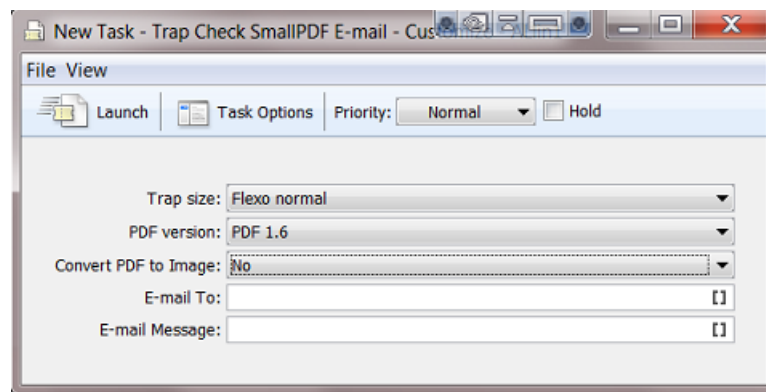 New Task - Trap Check SmallPDF E-mail - Cus
File View
Launch Task Options Priority: Normal Hold
Trap size: Flexo normal
PDF version: PDF 1.6
Convert PDF to Image: No
E-mail To: []
E-mail Message: []